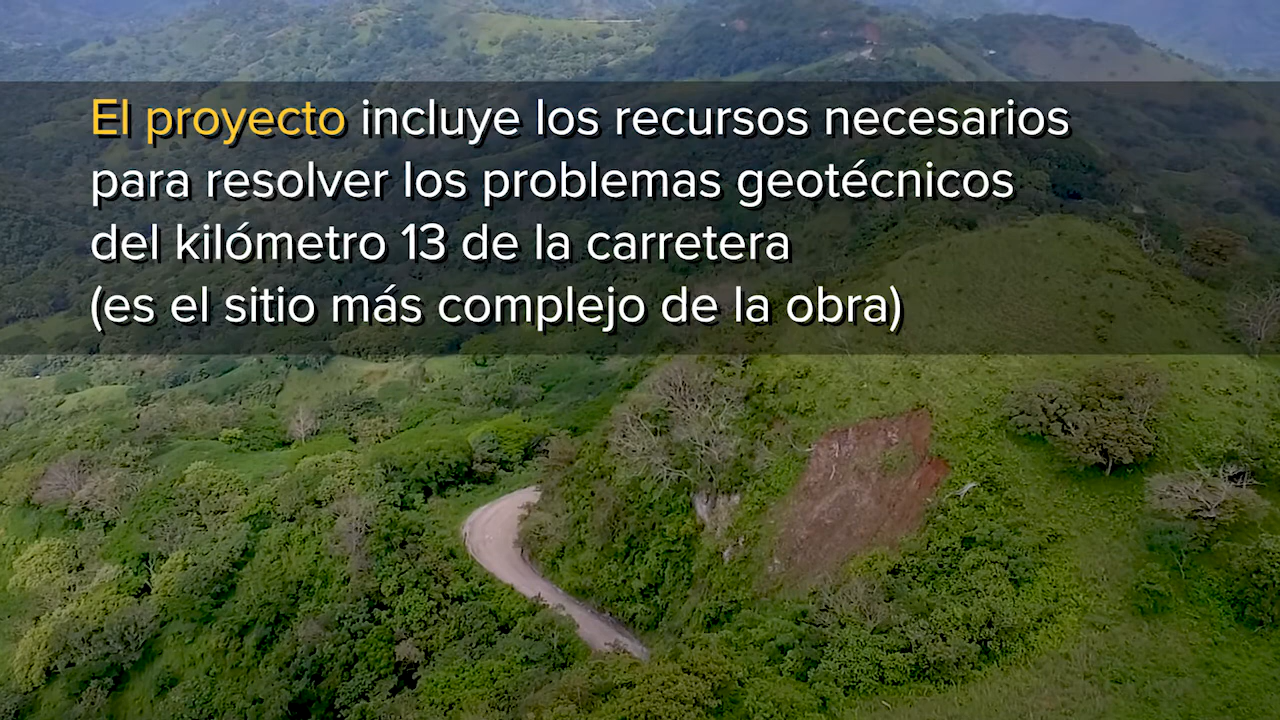 El proyecto incluye los recursos necesarios
para resolver los problemas geotécnicos
del kilómetro 13 de la carretera
(es el sitio más complejo de la obra)